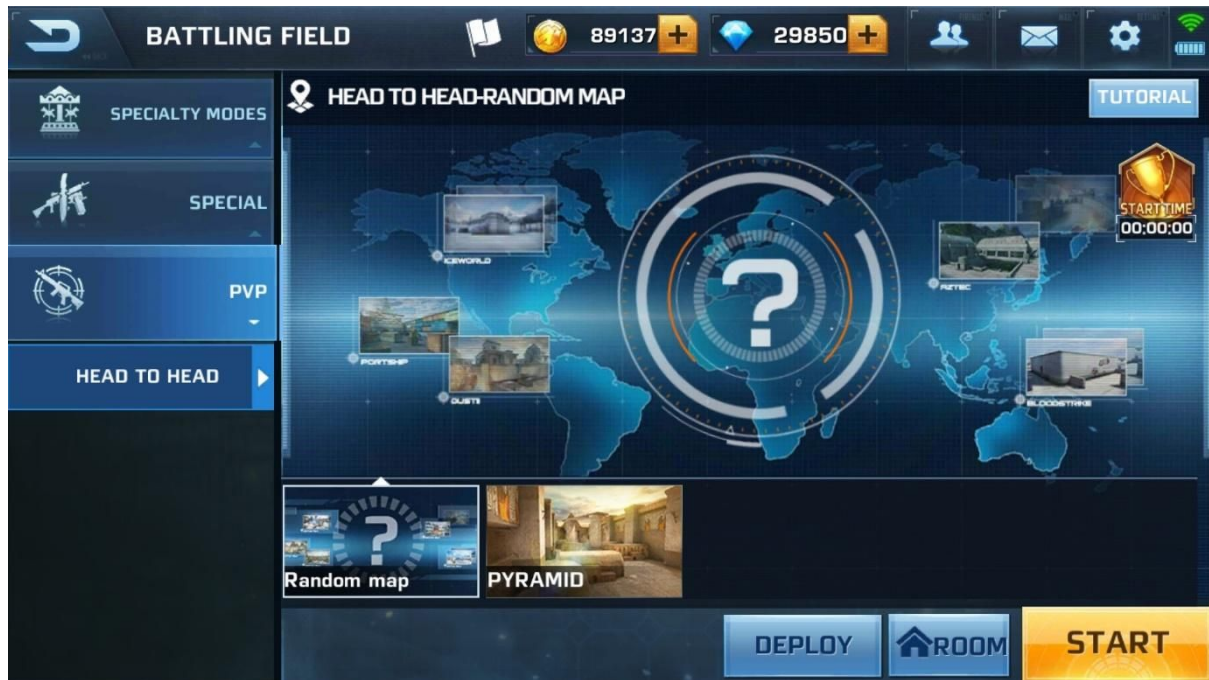 BATTLING FIELD
89137
29850
SPECIALTY MODES
SPECIAL
PVP
HEAD TO HEAD
HEAD TO HEAD-RANDOM MAP
TUTORIAL
START TIME
00:00:00
ICEWORLD
AZTEC
PORTSHIP
DUSTII
BLOODSTRIKE
Random map
PYRAMID
DEPLOY
ROOM
START